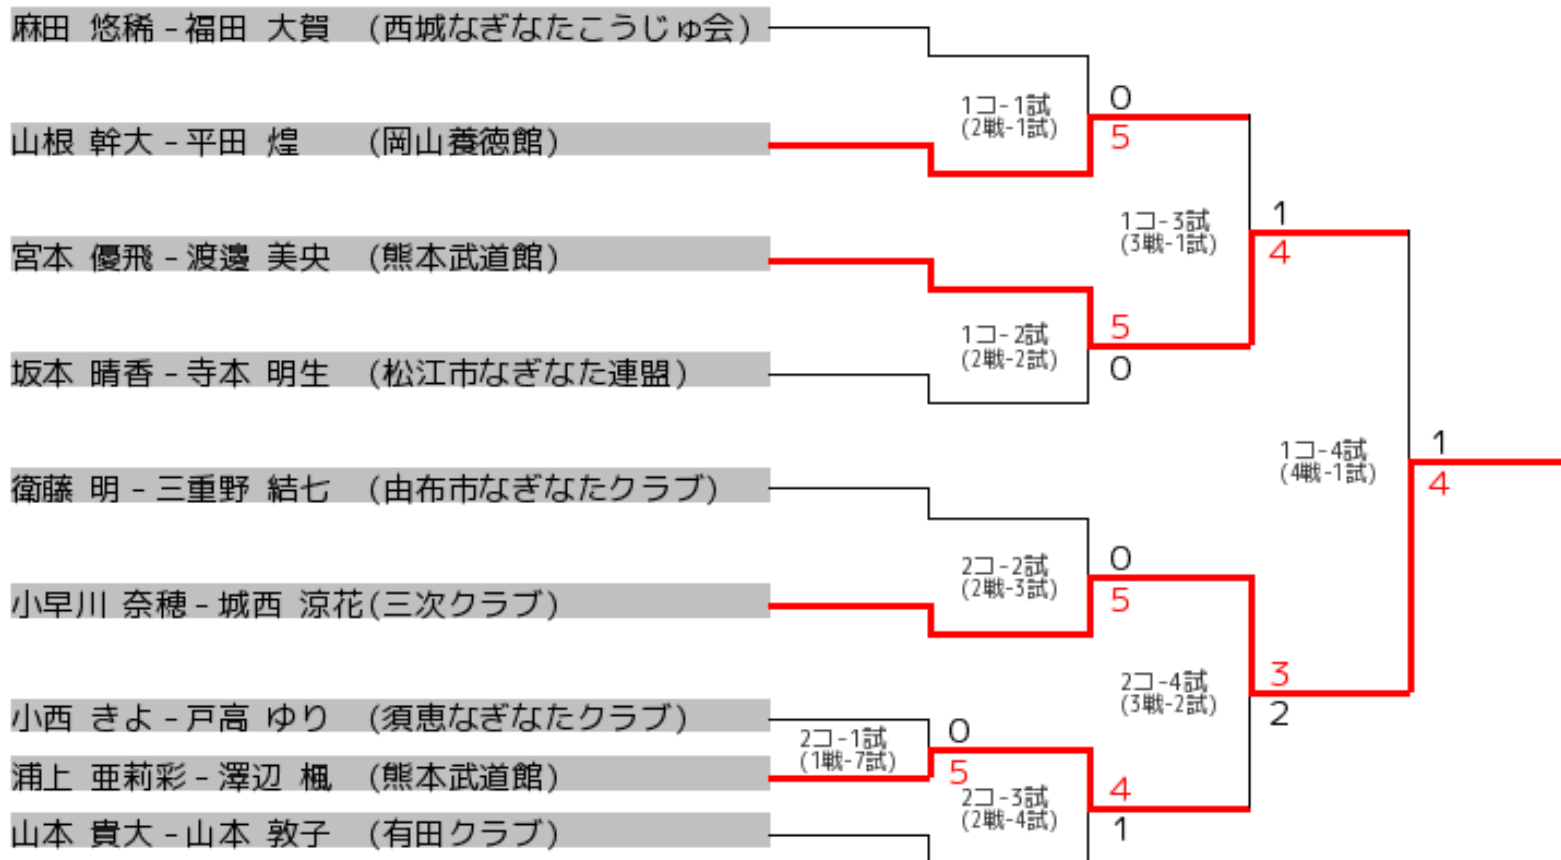 麻田 悠稀 - 福田 大賀 (西城なぎなたこうじゅ会)
山根 幹大 - 平田 煌 (岡山養徳館)
宮本 優飛 - 渡邊 美央 (熊本武道館)
坂本 晴香 - 寺本 明生 (松江市なぎなた連盟)
衛藤 明 - 三重野 結七 (由布市なぎなたクラブ)
小早川 奈穂 - 城西 涼花(三次クラブ)
小西 きよ - 戸高 ゆり (須恵なぎなたクラブ)
浦上 亜莉彩 - 澤辺 楓 (熊本武道館)
山本 貴大 - 山本 敦子 (有田クラブ)
2コ-1試
(1戦-7試)
0
5
1コ-1試
(2戦-1試)
0
5
1コ-2試
(2戦-2試)
5
0
2コ-2試
(2戦-3試)
0
5
2コ-3試
(2戦-4試)
4
1
1コ-3試
(3戦-1試)
1
4
2コ-4試
(3戦-2試)
3
2
1コ-4試
(4戦-1試)
1
4